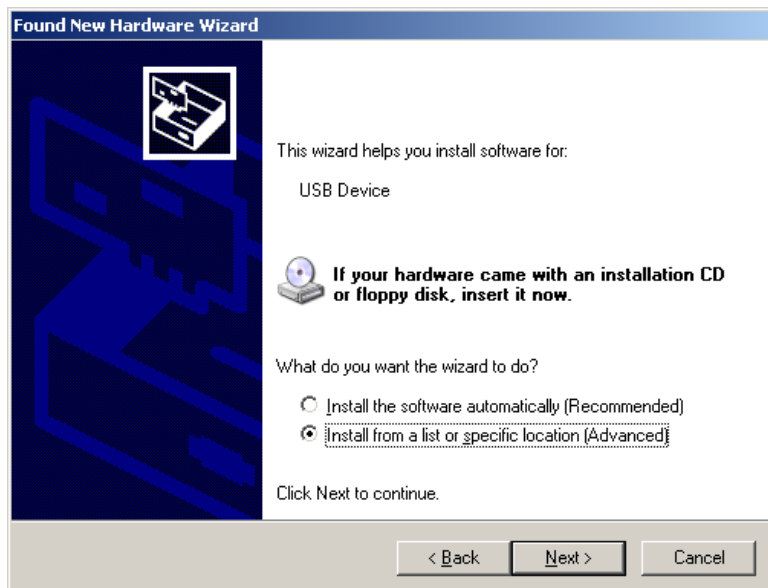 Found New Hardware Wizard
This wizard helps you install software for:
USB Device
If your hardware came with an installation CD
or floppy disk, insert it now.
What do you want the wizard to do?
Install the software automatically (Recommended)
Install from a list or specific location (Advanced)
Click Next to continue.
< Back
Next >
Cancel